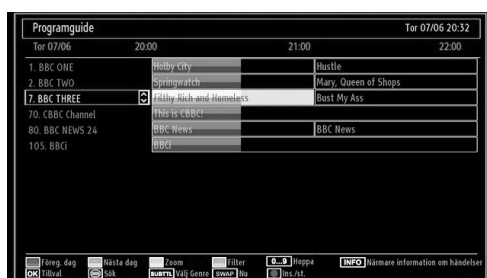 Programguide Tor 07/06 20:32
Tor 07/06 20:00 21:00 22:00
1. BBC ONE Holby City Hustle
2. BBC TWO Springwatch Mary, Queen of Shops
7. BBC THREE Filthy Rich and Homeless Bust My Ass
70. CBBC Channel This is CBBC!
80. BBC NEWS 24 BBC News BBC News
105. BBCi BBCi
Föreg. dag Nästa dag Zoom Filter 0...9 Hoppa INFO Närmare information om händelser
OK Tillval Sök SUBTTL Välj Genre SWAP Nu Ins./st.